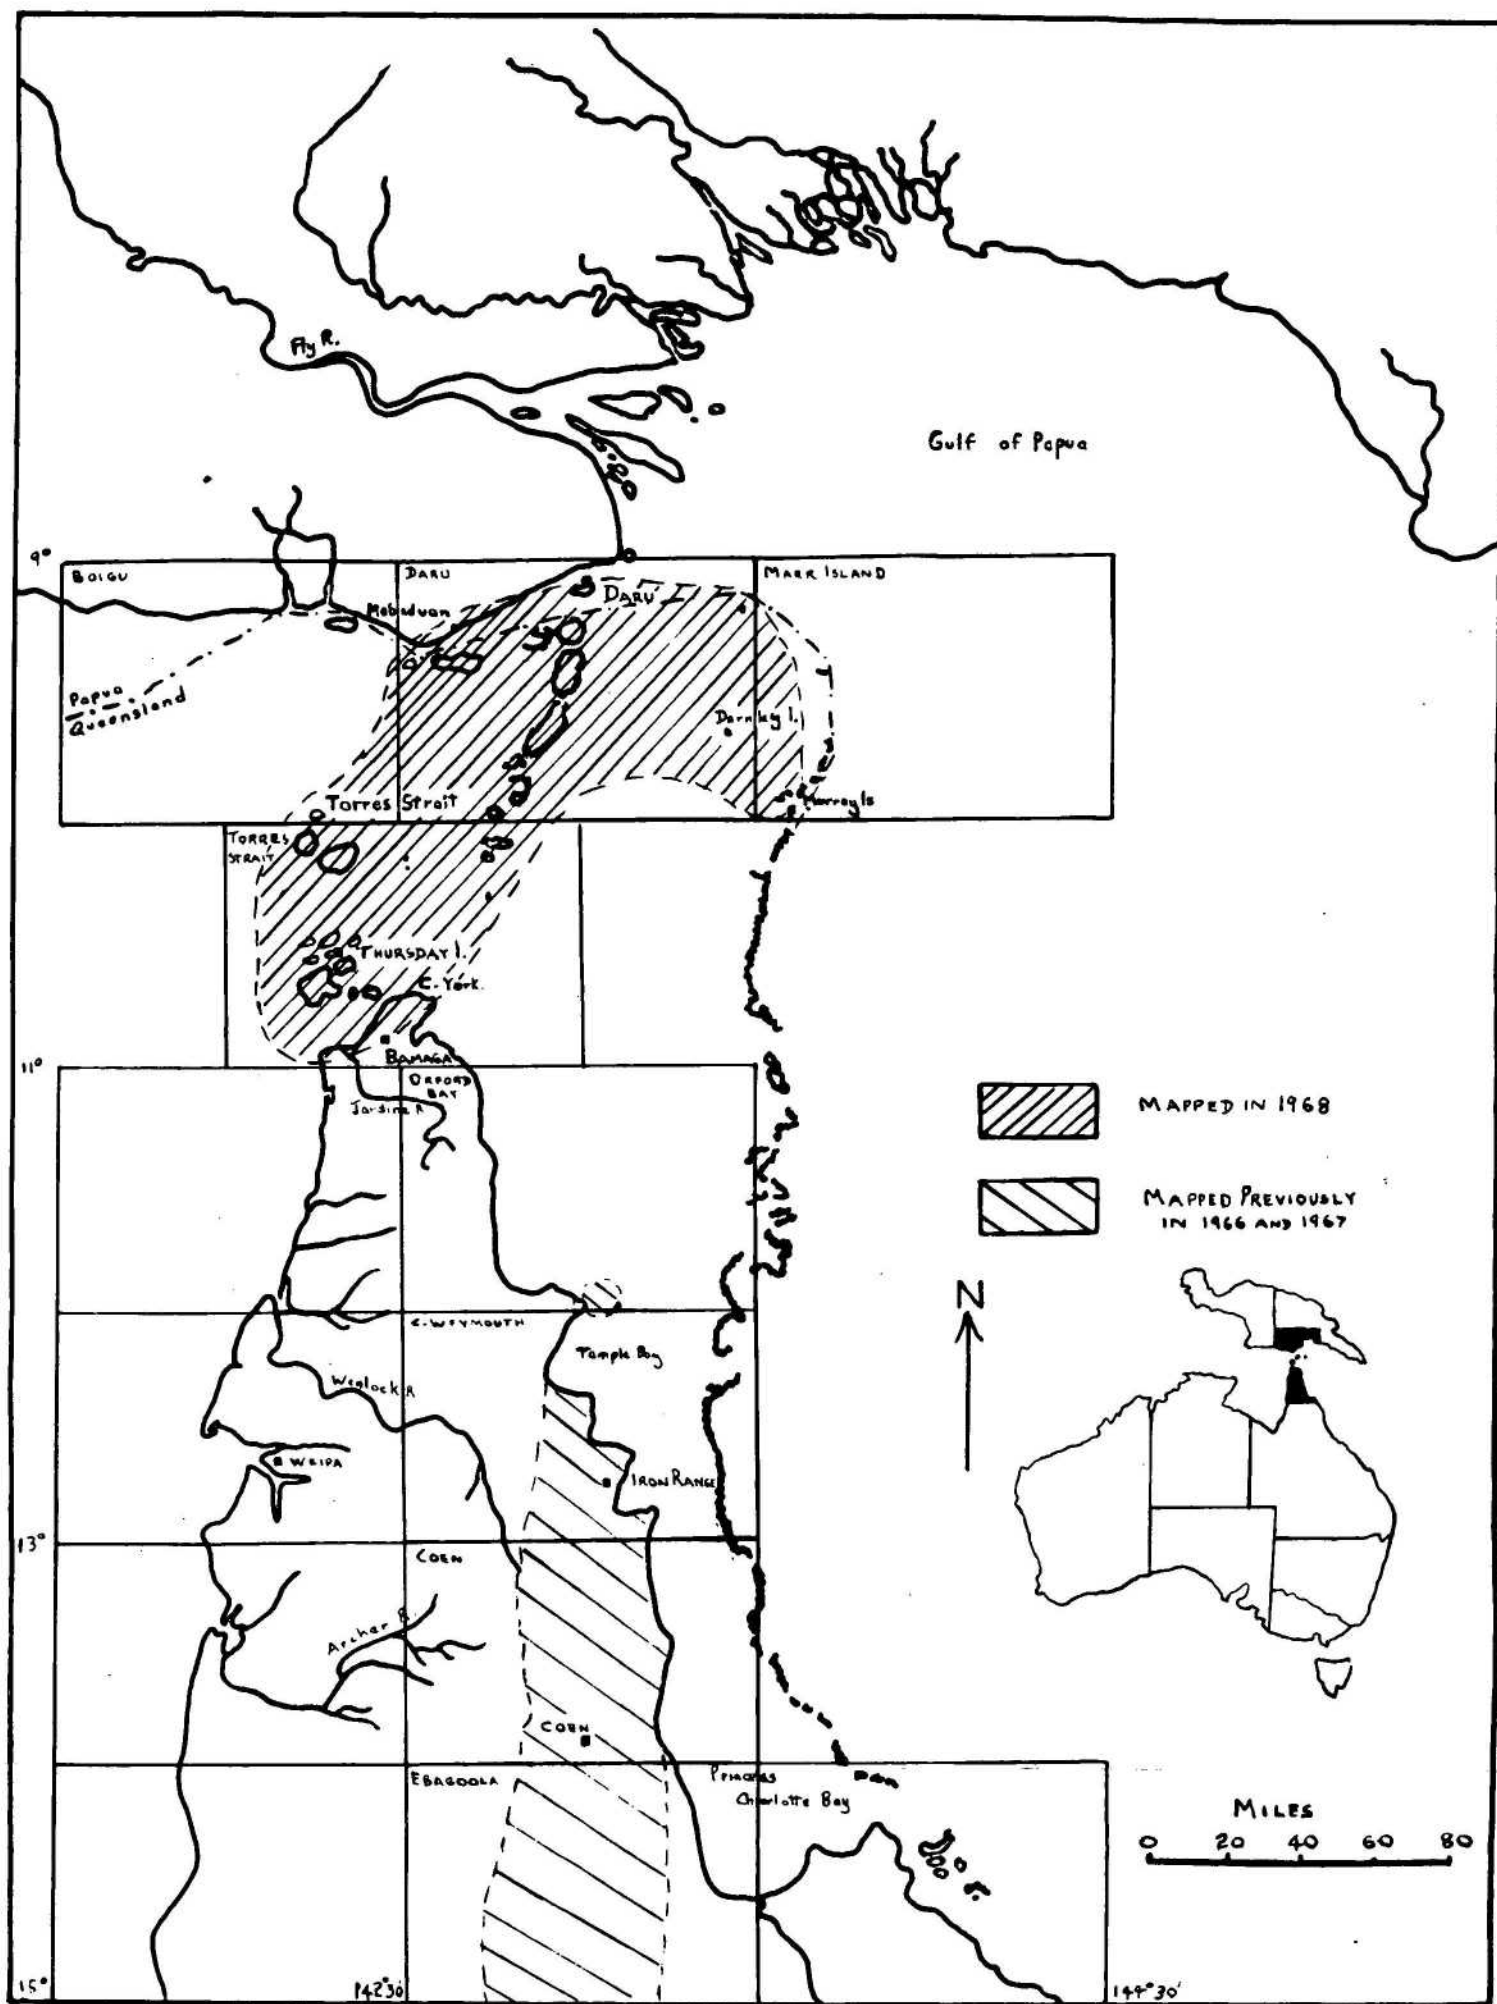 Fly R.
Gulf of Papua
9°
BOIGU
DARU
MAER ISLAND
Mabaduan
DARU
Papua
Queensland
Darnley I.
Torres Strait
Murray Is
TORRES
STRAIT
THURSDAY I.
C. York.
BAMAGA
11°
ORFORD
BAY
Jardine R
MAPPED IN 1968
MAPPED PREVIOUSLY
IN 1966 AND 1967
N
C. WEYMOUTH
Temple Bay
Wenlock R
WEIPA
IRON RANGE
13°
COEN
Archer R.
COEN
EBAGOOLA
Princess
Charlotte Bay
MILES
0 20 40 60 80
15°
142°30'
144°30'